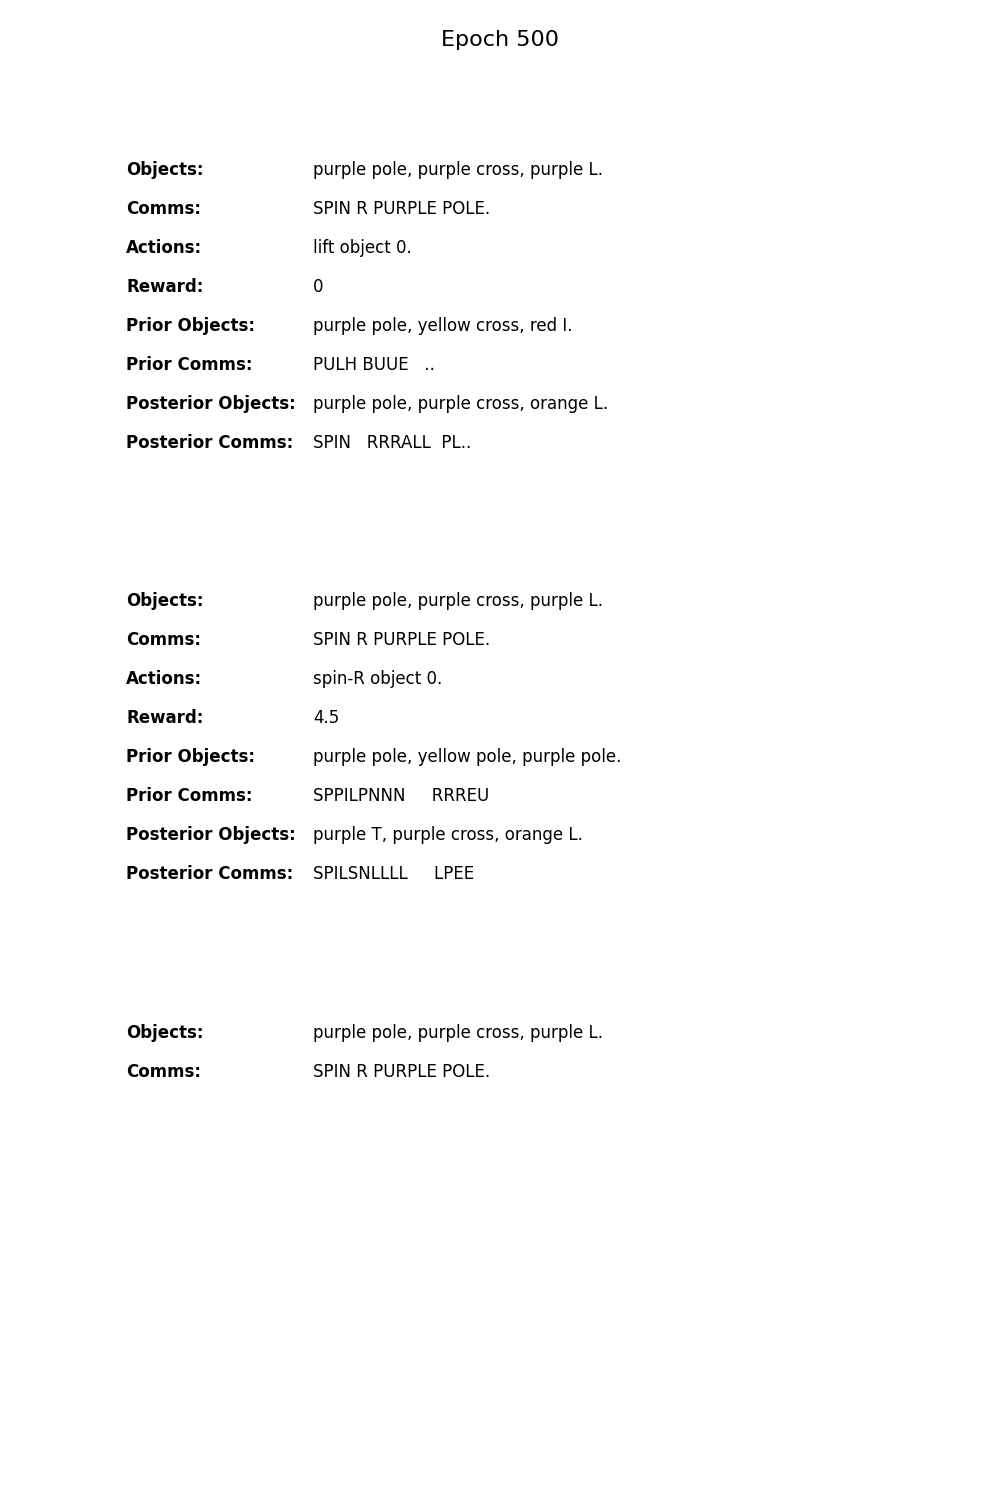 Epoch 500
Objects: purple pole, purple cross, purple L.
Comms: SPIN R PURPLE POLE.
Actions: lift object 0.
Reward: 0
Prior Objects: purple pole, yellow cross, red I.
Prior Comms: PULH BUUE   ..
Posterior Objects: purple pole, purple cross, orange L.
Posterior Comms: SPIN   RRRALL  PL..
Objects: purple pole, purple cross, purple L.
Comms: SPIN R PURPLE POLE.
Actions: spin-R object 0.
Reward: 4.5
Prior Objects: purple pole, yellow pole, purple pole.
Prior Comms: SPPILPNNN     RRREU
Posterior Objects: purple T, purple cross, orange L.
Posterior Comms: SPILSNLLLL     LPEE
Objects: purple pole, purple cross, purple L.
Comms: SPIN R PURPLE POLE.